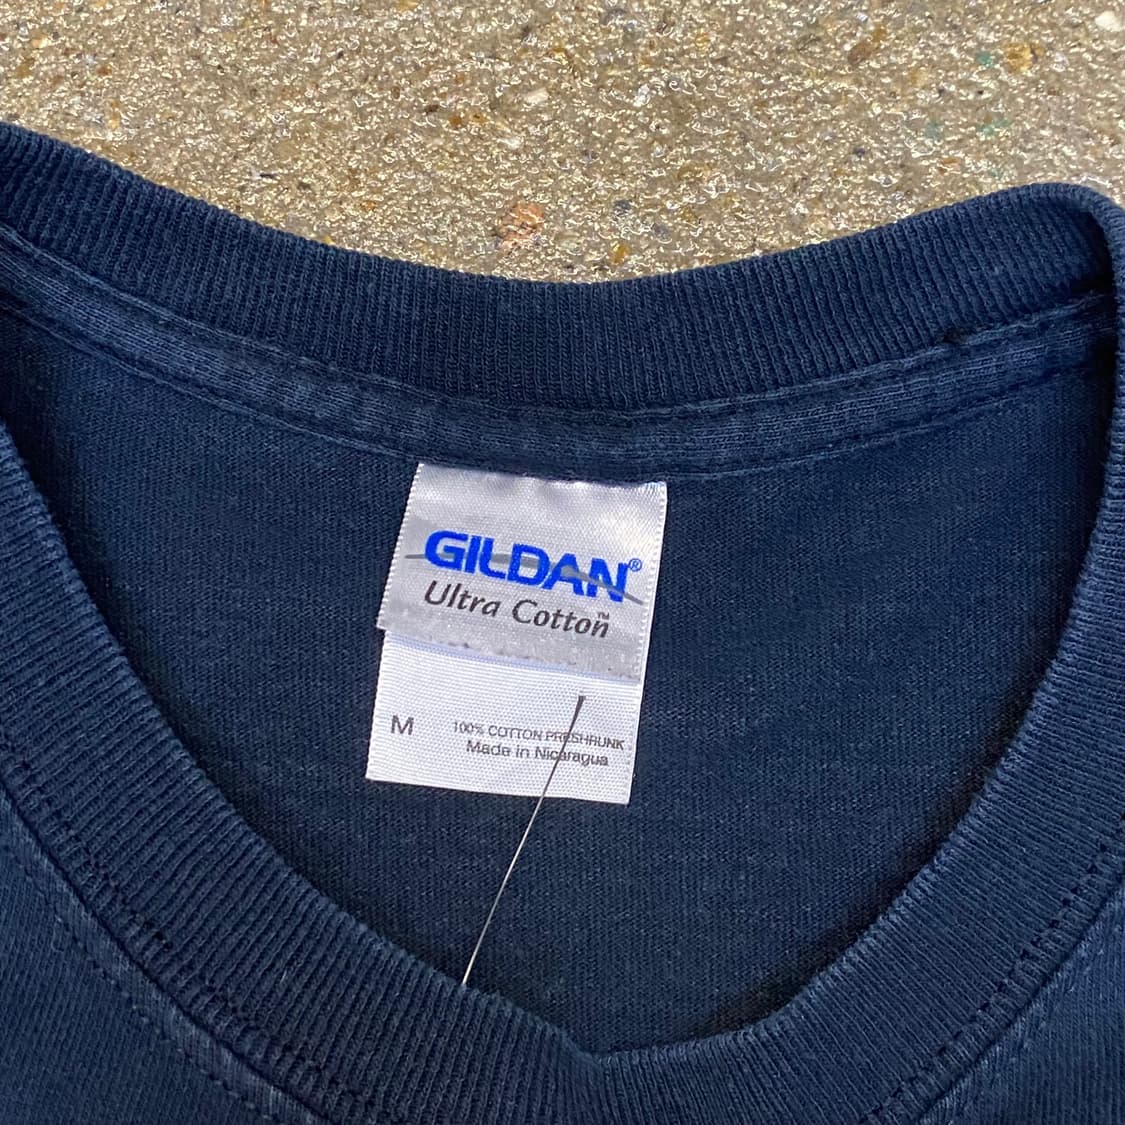 GILDAN®
Ultra Cotton™
M
100% COTTON PRESHRUNK
Made in Nicaragua